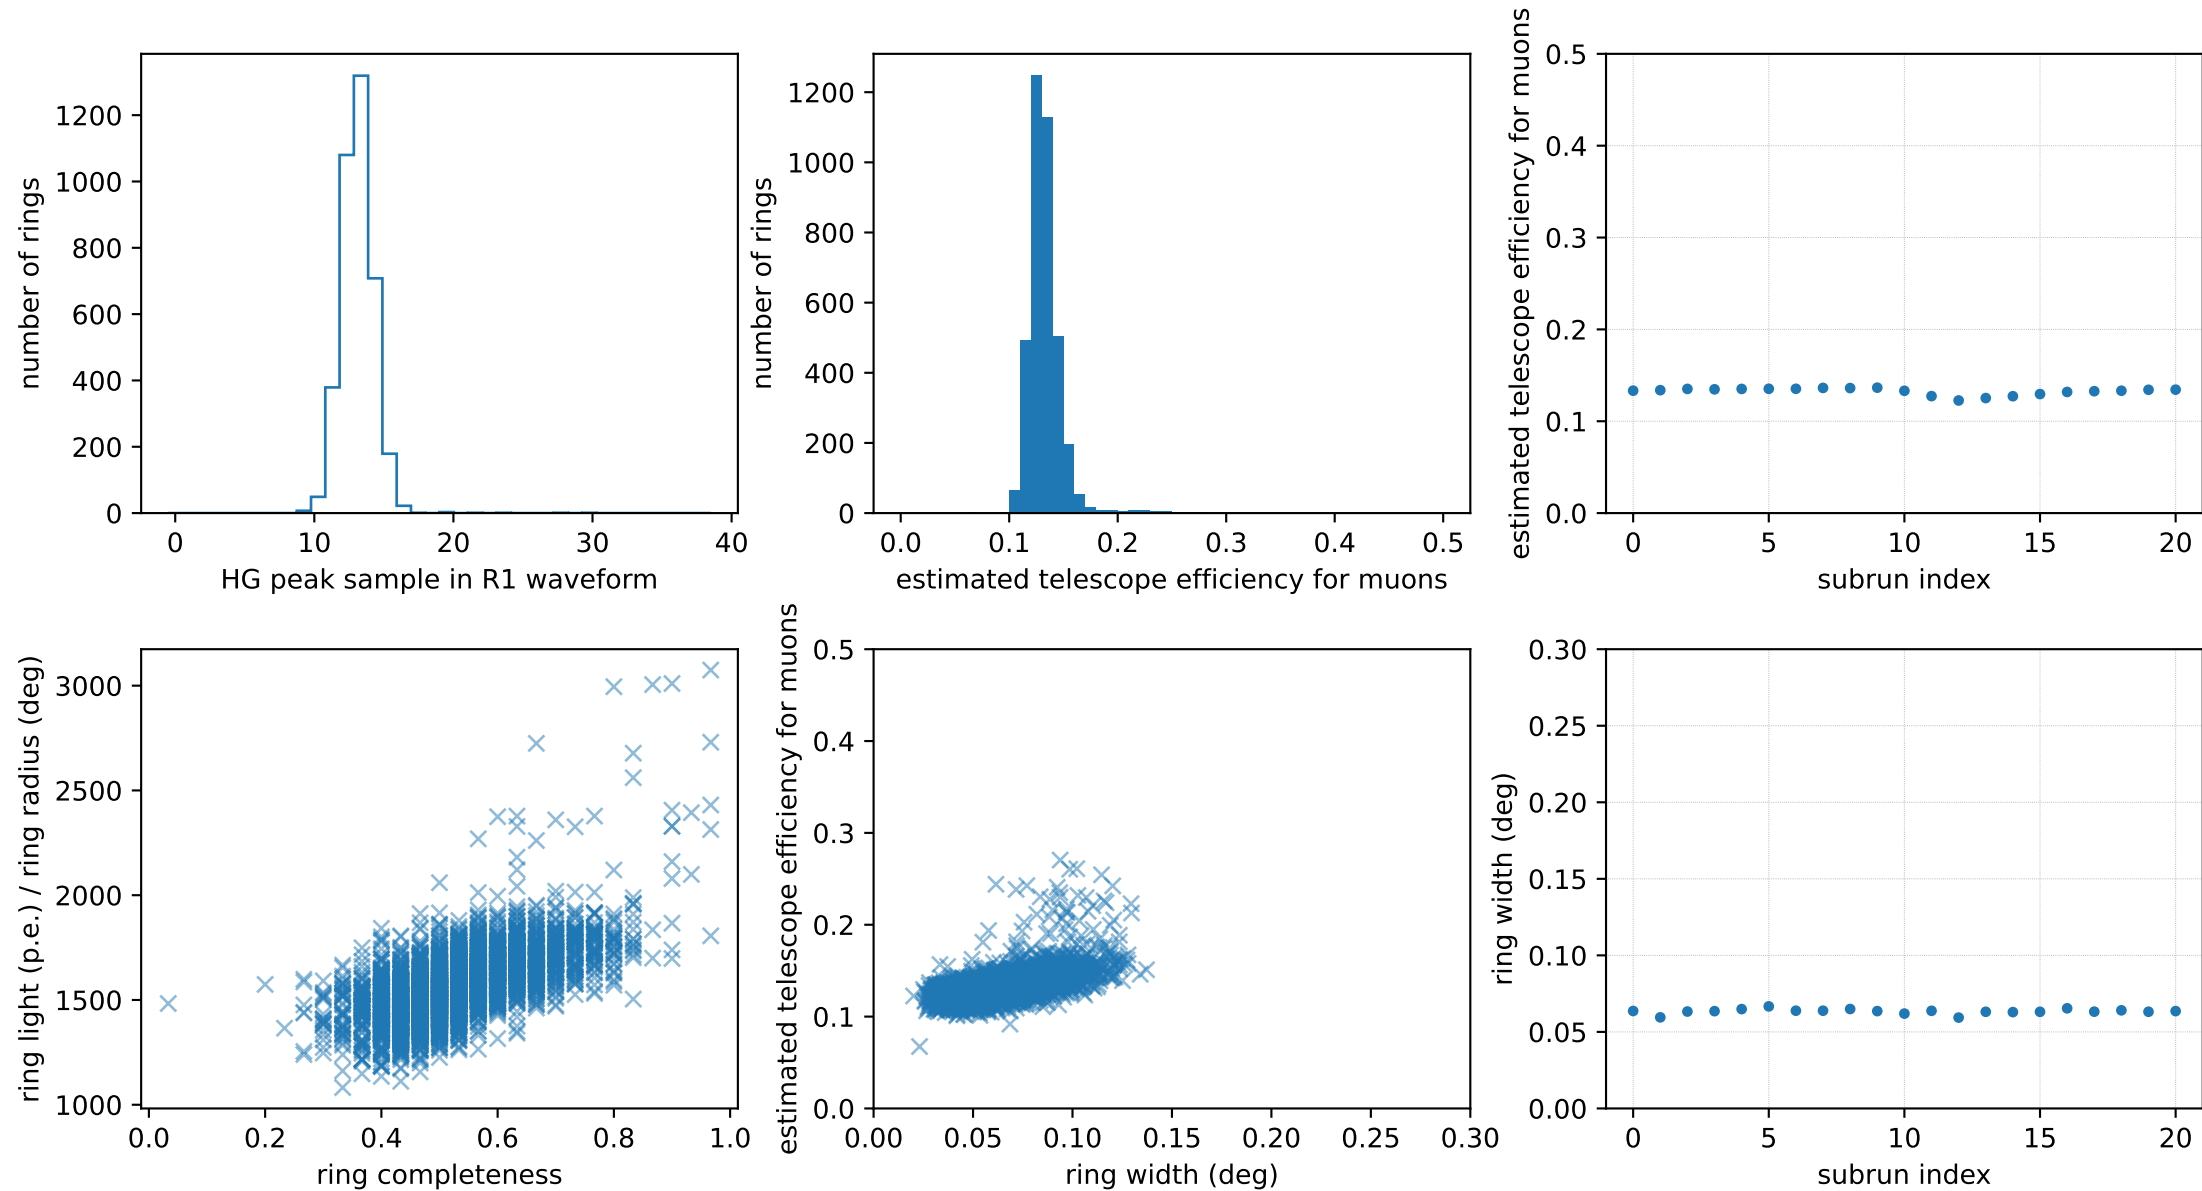 number of rings
1200
1000
800
600
400
200
0
0 10 20 30 40
HG peak sample in R1 waveform
number of rings
1200
1000
800
600
400
200
0
0.0 0.1 0.2 0.3 0.4 0.5
estimated telescope efficiency for muons
estimated telescope efficiency for muons
0.5
0.4
0.3
0.2
0.1
0.0
0 5 10 15 20
subrun index
ring light (p.e.) / ring radius (deg)
3000
2500
2000
1500
1000
0.0 0.2 0.4 0.6 0.8 1.0
ring completeness
estimated telescope efficiency for muons
0.5
0.4
0.3
0.2
0.1
0.0
0.00 0.05 0.10 0.15 0.20 0.25 0.30
ring width (deg)
ring width (deg)
0.30
0.25
0.20
0.15
0.10
0.05
0.00
0 5 10 15 20
subrun index